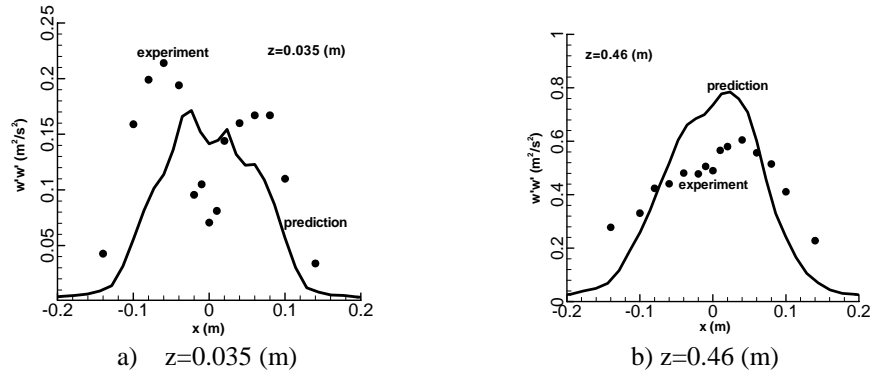 w'w' (m²/s²)
0.25
0.2
0.15
0.1
0.05
experiment
z=0.035 (m)
prediction
-0.2
-0.1
0
0.1
0.2
x (m)
a) z=0.035 (m)
w'w' (m²/s²)
1
0.8
0.6
0.4
0.2
0
z=0.46 (m)
prediction
experiment
-0.2
-0.1
0
0.1
0.2
x (m)
b) z=0.46 (m)